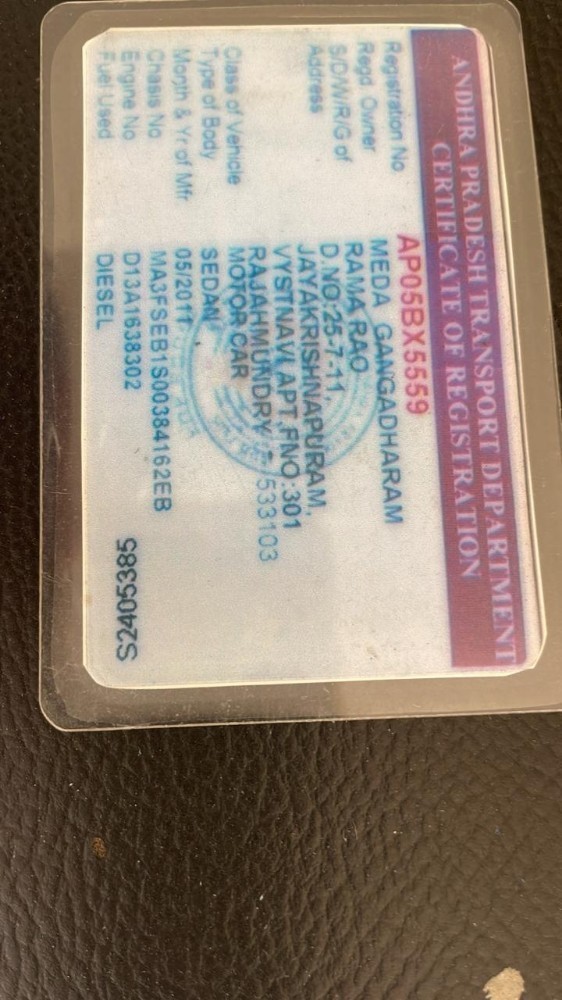 ANDHRA PRADESH TRANSPORT DEPARTMENT
CERTIFICATE OF REGISTRATION
Registration No AP05BX5559
Regd. Owner MEDA GANGADHARAM
S/D/W/R/G of RAMA RAO
Address D.NO:25-7-11,
JAYAKRISHNAPURAM,
VYSTNAVI APT,FNO:301
RAJAHMUNDRY - 533103
Class of Vehicle MOTOR CAR
Type of Body SEDAN
Month & Yr of Mfr 05/2011
Chasis No MA3FSEB1S00384162EB
Engine No D13A1638302
Fuel Used DIESEL
S2405385